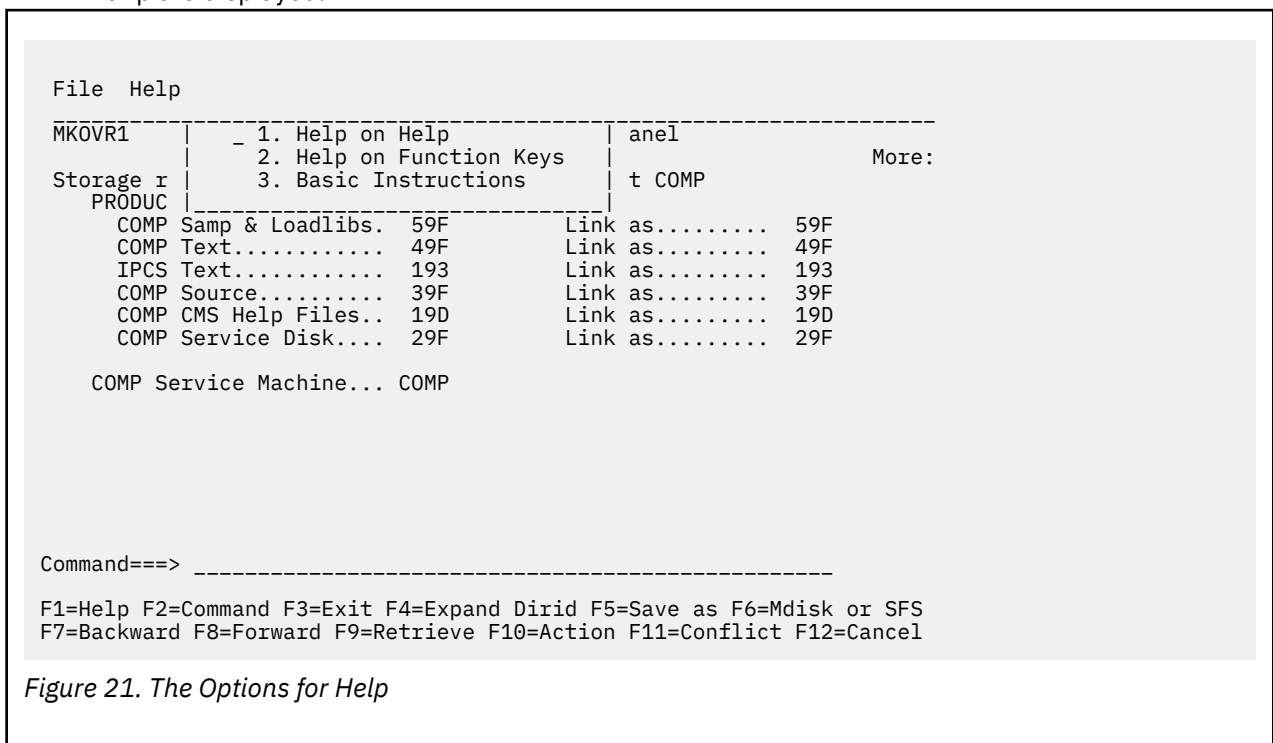 File  Help
_____________________________________________________________________
MKOVR1    |   _ 1. Help on Help            | anel
          |     2. Help on Function Keys   |                    More:
Storage r |     3. Basic Instructions      | t COMP
   PRODUC |________________________________|
     COMP Samp & Loadlibs.  59F         Link as.........  59F
     COMP Text............  49F         Link as.........  49F
     IPCS Text............  193         Link as.........  193
     COMP Source..........  39F         Link as.........  39F
     COMP CMS Help Files..  19D         Link as.........  19D
     COMP Service Disk....  29F         Link as.........  29F
   COMP Service Machine... COMP
Command===> __________________________________________________
F1=Help F2=Command F3=Exit F4=Expand Dirid F5=Save as F6=Mdisk or SFS
F7=Backward F8=Forward F9=Retrieve F10=Action F11=Conflict F12=Cancel
Figure 21. The Options for Help